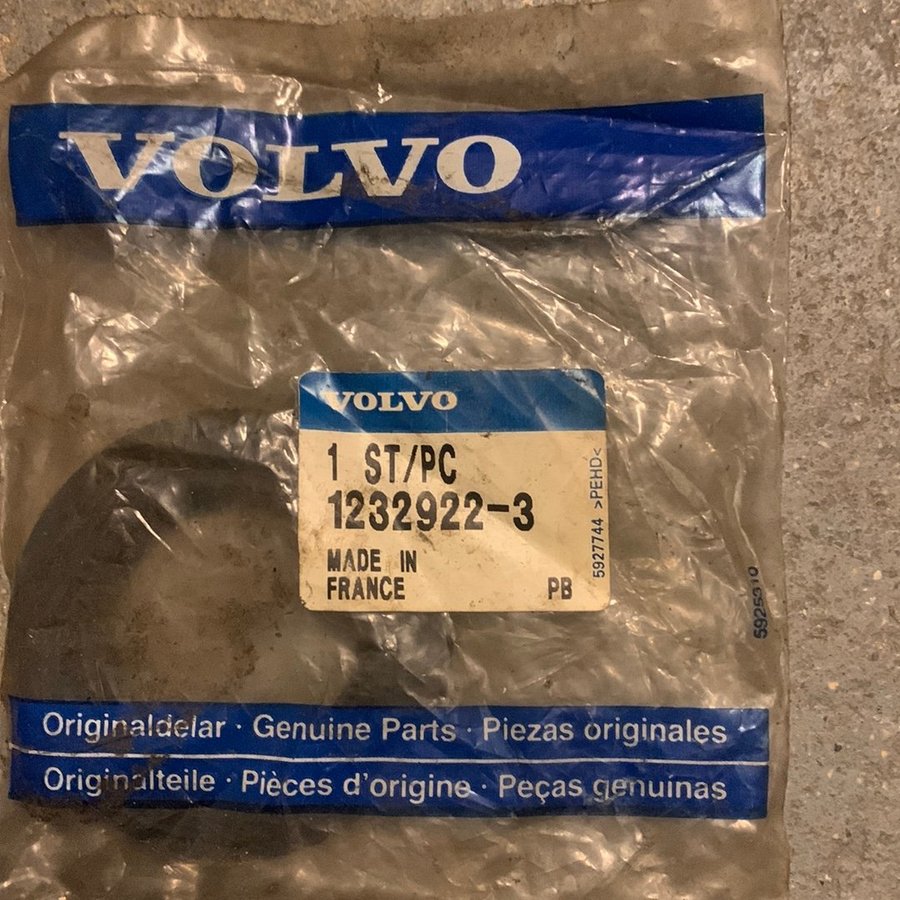 VOLVO
VOLVO
1 ST/PC
1232922-3
MADE IN
FRANCE PB
5927744 >PEHD<
Originaldelar · Genuine Parts · Piezas originales
Originalteile · Pièces d'origine · Peças genuínas